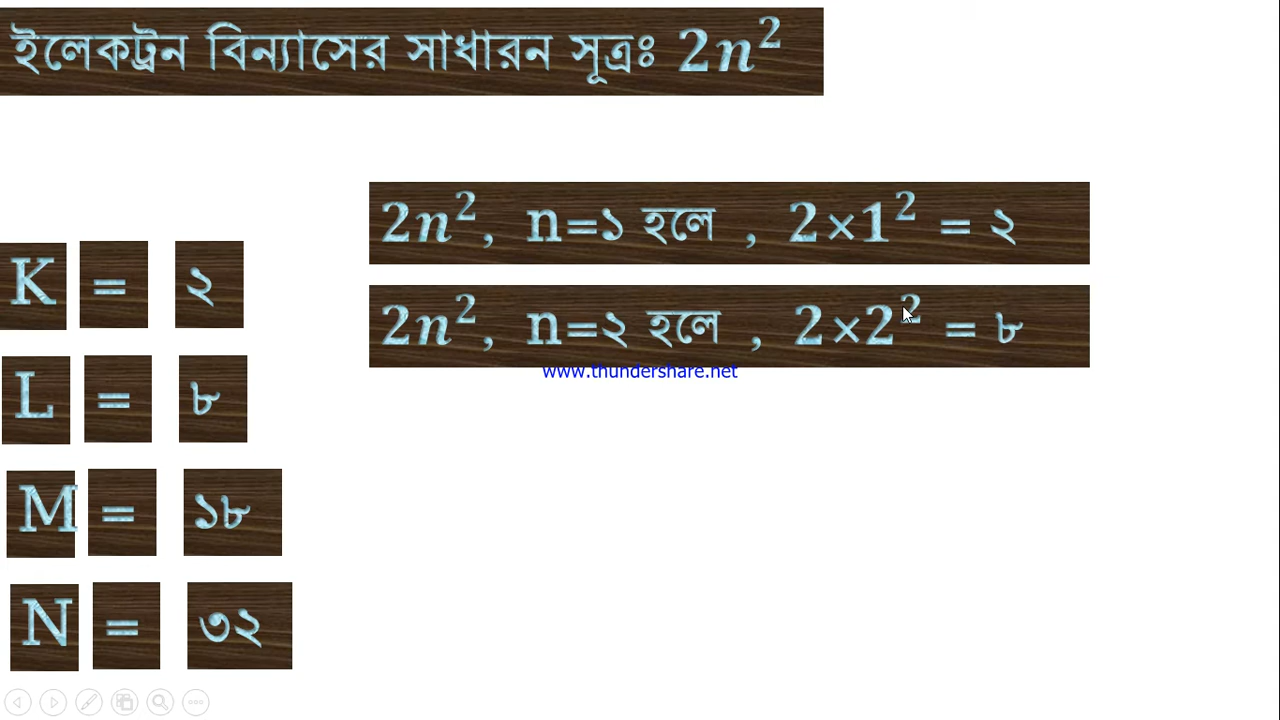 ইলেকট্রন বিন্যাসের সাধারন সূত্রঃ 2n²
2n², n=১ হলে , 2×1² = ২
K = ২
2n², n=২ হলে , 2×2² = ৮
www.thundershare.net
L = ৮
M = ১৮
N = ৩২